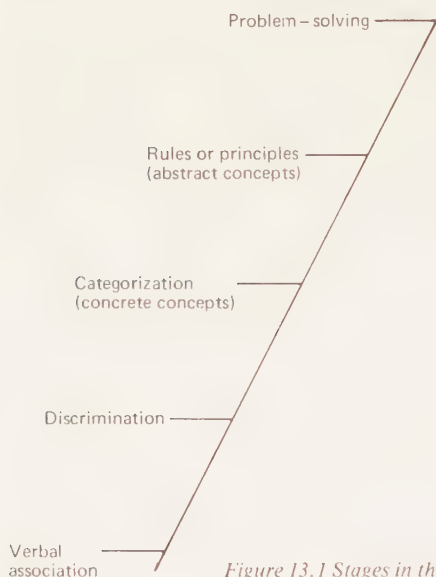 Problem–solving
Rules or principles
(abstract concepts)
Categorization
(concrete concepts)
Discrimination
Verbal
association
Figure 13.1 Stages in th